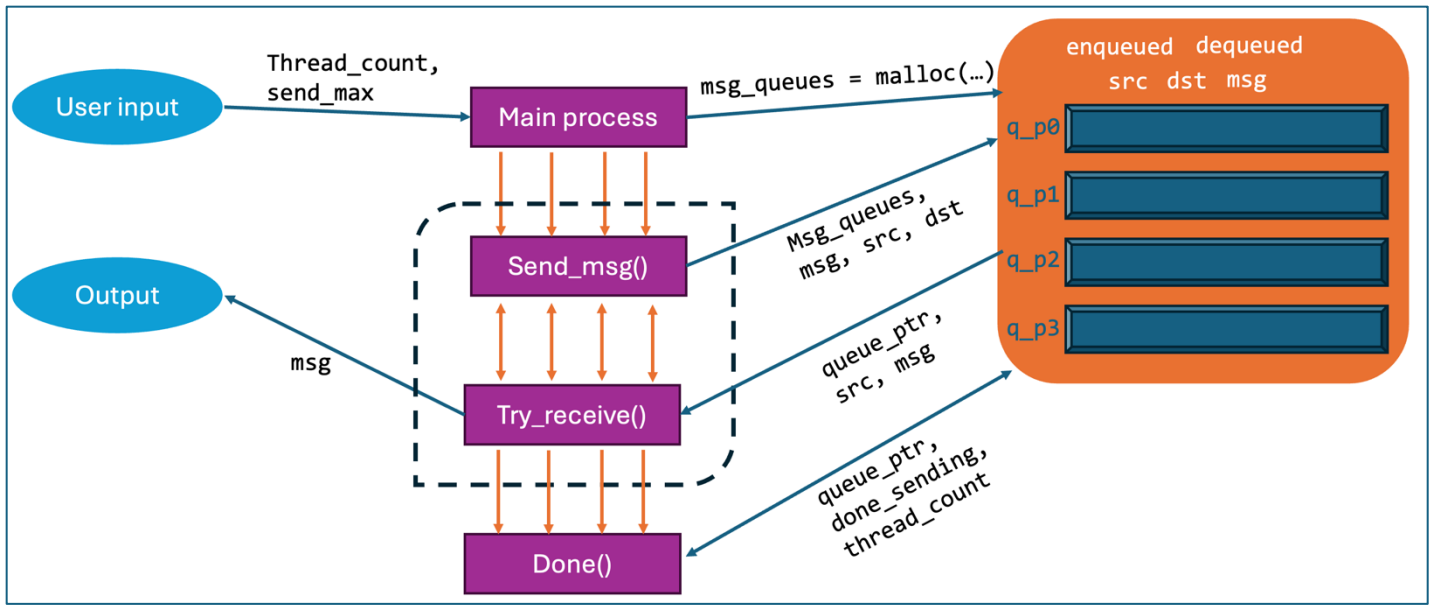 User input
Thread_count,
send_max
Main process
msg_queues = malloc(…)
enqueued dequeued
src dst msg
q_p0
q_p1
q_p2
q_p3
Send_msg()
Msg_queues,
msg, src, dst
Output
msg
Try_receive()
queue_ptr,
src, msg
Done()
queue_ptr,
done_sending,
thread_count